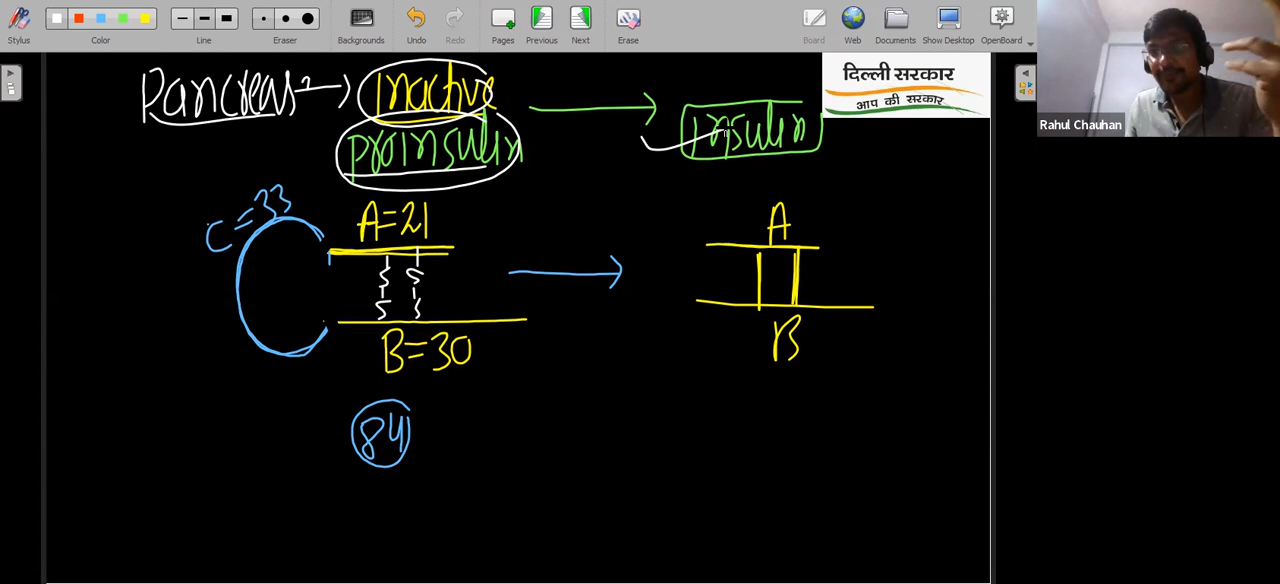 Stylus
Color
Line
Eraser
Backgrounds
Undo
Redo
Pages
Previous
Next
Erase
Board
Web
Documents
Show Desktop
OpenBoard
Pancreas → Inactive → Insulin
proinsulin
दिल्ली सरकार
आप की सरकार
Rahul Chauhan
C=33
A=21
A
B=30
B
84